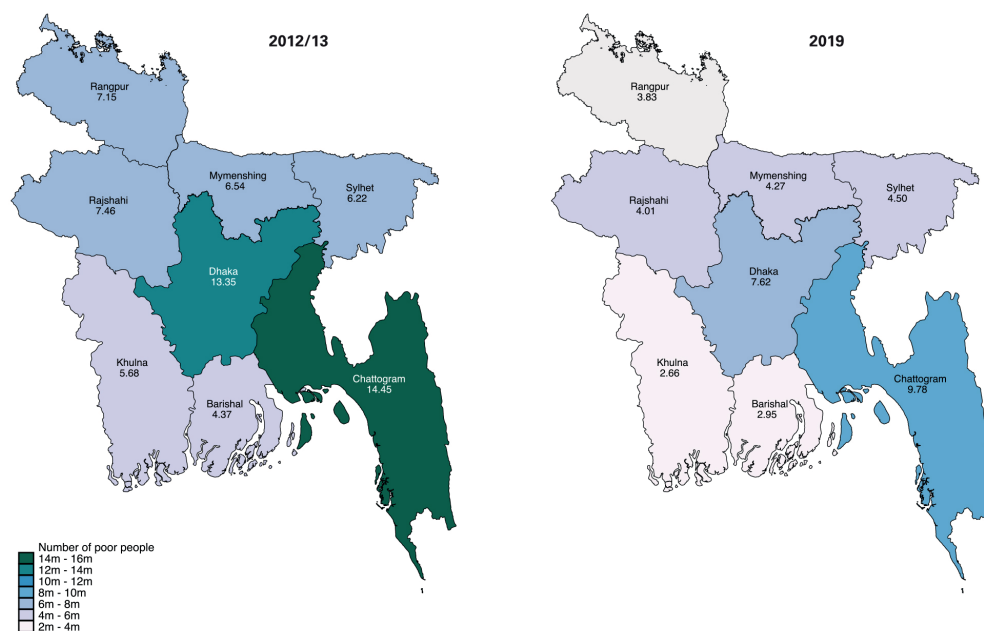 2012/13
Rangpur
7.15
Mymenshing
6.54
Sylhet
6.22
Rajshahi
7.46
Dhaka
13.35
Khulna
5.68
Barishal
4.37
Chattogram
14.45
2019
Rangpur
3.83
Mymenshing
4.27
Sylhet
4.50
Rajshahi
4.01
Dhaka
7.62
Khulna
2.66
Barishal
2.95
Chattogram
9.78
Number of poor people
14m - 16m
12m - 14m
10m - 12m
8m - 10m
6m - 8m
4m - 6m
2m - 4m